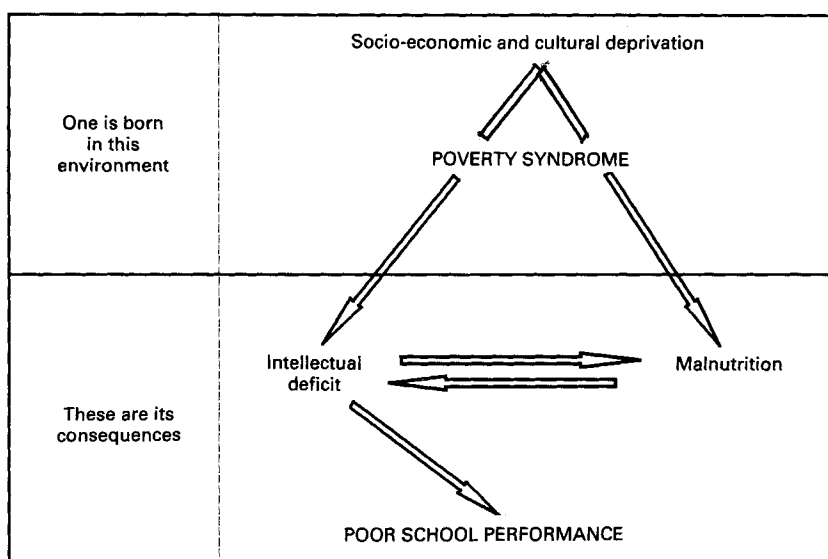 Socio-economic and cultural deprivation
One is born
in this
environment
POVERTY SYNDROME
Intellectual
deficit
Malnutrition
These are its
consequences
POOR SCHOOL PERFORMANCE